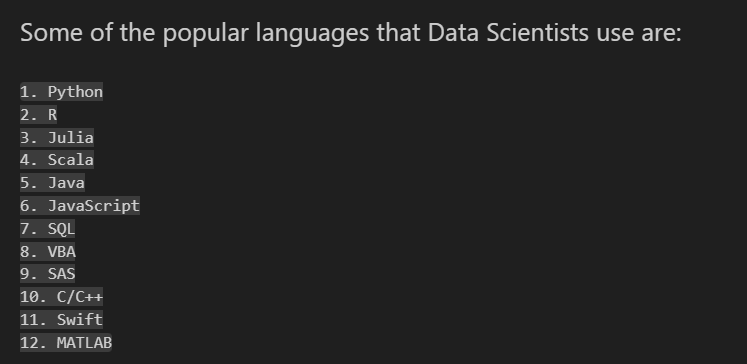 Some of the popular languages that Data Scientists use are:
1. Python
2. R
3. Julia
4. Scala
5. Java
6. JavaScript
7. SQL
8. VBA
9. SAS
10. C/C++
11. Swift
12. MATLAB